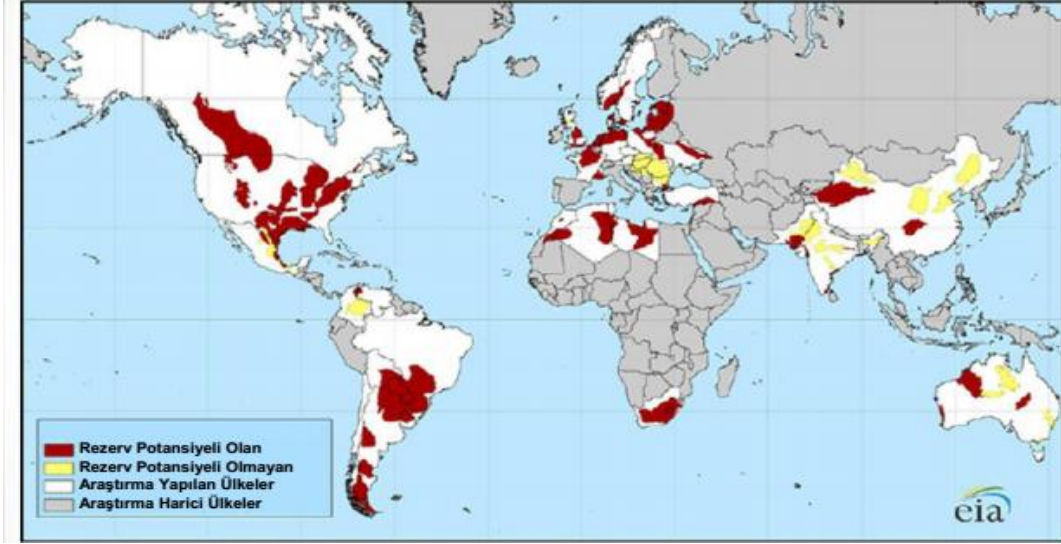 Rezerv Potansiyeli Olan
Rezerv Potansiyeli Olmayan
Araştırma Yapılan Ülkeler
Araştırma Harici Ülkeler
eia